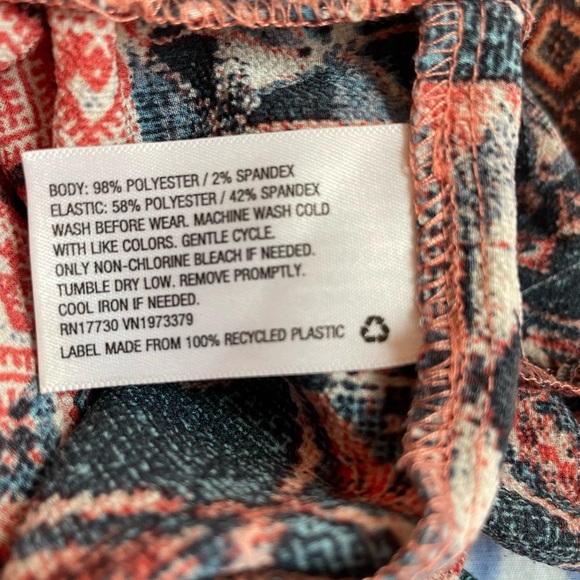 BODY: 98% POLYESTER / 2% SPANDEX
ELASTIC: 58% POLYESTER / 42% SPANDEX
WASH BEFORE WEAR. MACHINE WASH COLD
WITH LIKE COLORS. GENTLE CYCLE.
ONLY NON-CHLORINE BLEACH IF NEEDED.
TUMBLE DRY LOW. REMOVE PROMPTLY.
COOL IRON IF NEEDED.
RN17730 VN1973379
LABEL MADE FROM 100% RECYCLED PLASTIC